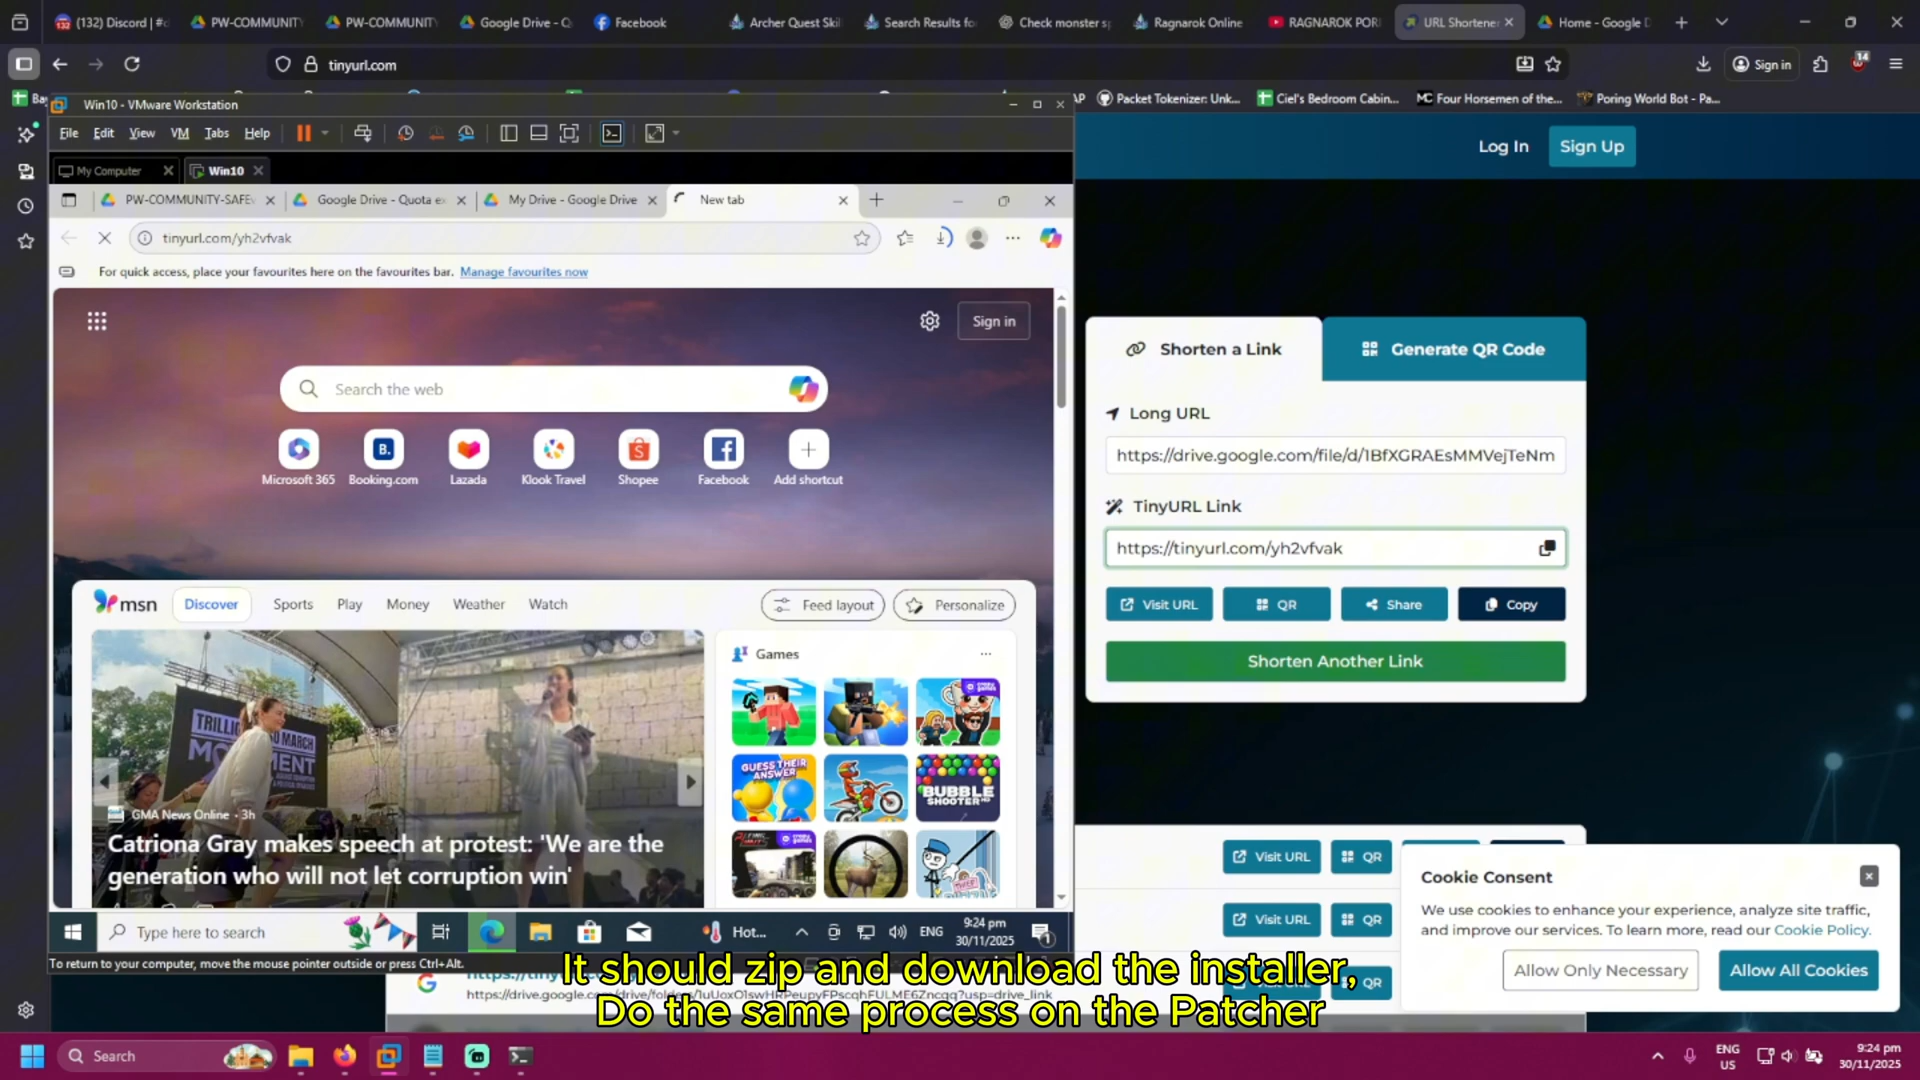 (132) Discord | #c
PW-COMMUNITY
PW-COMMUNITY
Google Drive - Q
Facebook
Archer Quest Skil
Search Results fo
Check monster sp
Ragnarok Online
RAGNAROK POR
URL Shortene
Home - Google D
tinyurl.com
Sign in
14
Packet Tokenizer: Unk...
Ciel's Bedroom Cabin...
Four Horsemen of the...
Poring World Bot - Pa...
Win10 - VMware Workstation
File Edit View VM Tabs Help
My Computer
Win10
PW-COMMUNITY-SAFE
Google Drive - Quota ex
My Drive - Google Drive
New tab
tinyurl.com/yh2vfvak
For quick access, place your favourites here on the favourites bar. Manage favourites now
Sign in
Search the web
Microsoft 365
Booking.com
Lazada
Klook Travel
Shopee
Facebook
Add shortcut
msn
Discover
Sports
Play
Money
Weather
Watch
Feed layout
Personalize
Games
GUESS THEIR ANSWER
BUBBLE SHOOTER
GMA News Online · 3h
Catriona Gray makes speech at protest: 'We are the
generation who will not let corruption win'
Type here to search
Hot...
ENG
9:24 pm
30/11/2025
To return to your computer, move the mouse pointer outside or press Ctrl+Alt.
Log In
Sign Up
Shorten a Link
Generate QR Code
Long URL
https://drive.google.com/file/d/1BfXGRAEsMMVejTeNm
TinyURL Link
https://tinyurl.com/yh2vfvak
Visit URL
QR
Share
Copy
Shorten Another Link
Visit URL
QR
Visit URL
QR
QR
Cookie Consent
We use cookies to enhance your experience, analyze site traffic,
and improve our services. To learn more, read our Cookie Policy.
Allow Only Necessary
Allow All Cookies
It should zip and download the installer,
Do the same process on the Patcher
Search
ENG
US
9:24 pm
30/11/2025